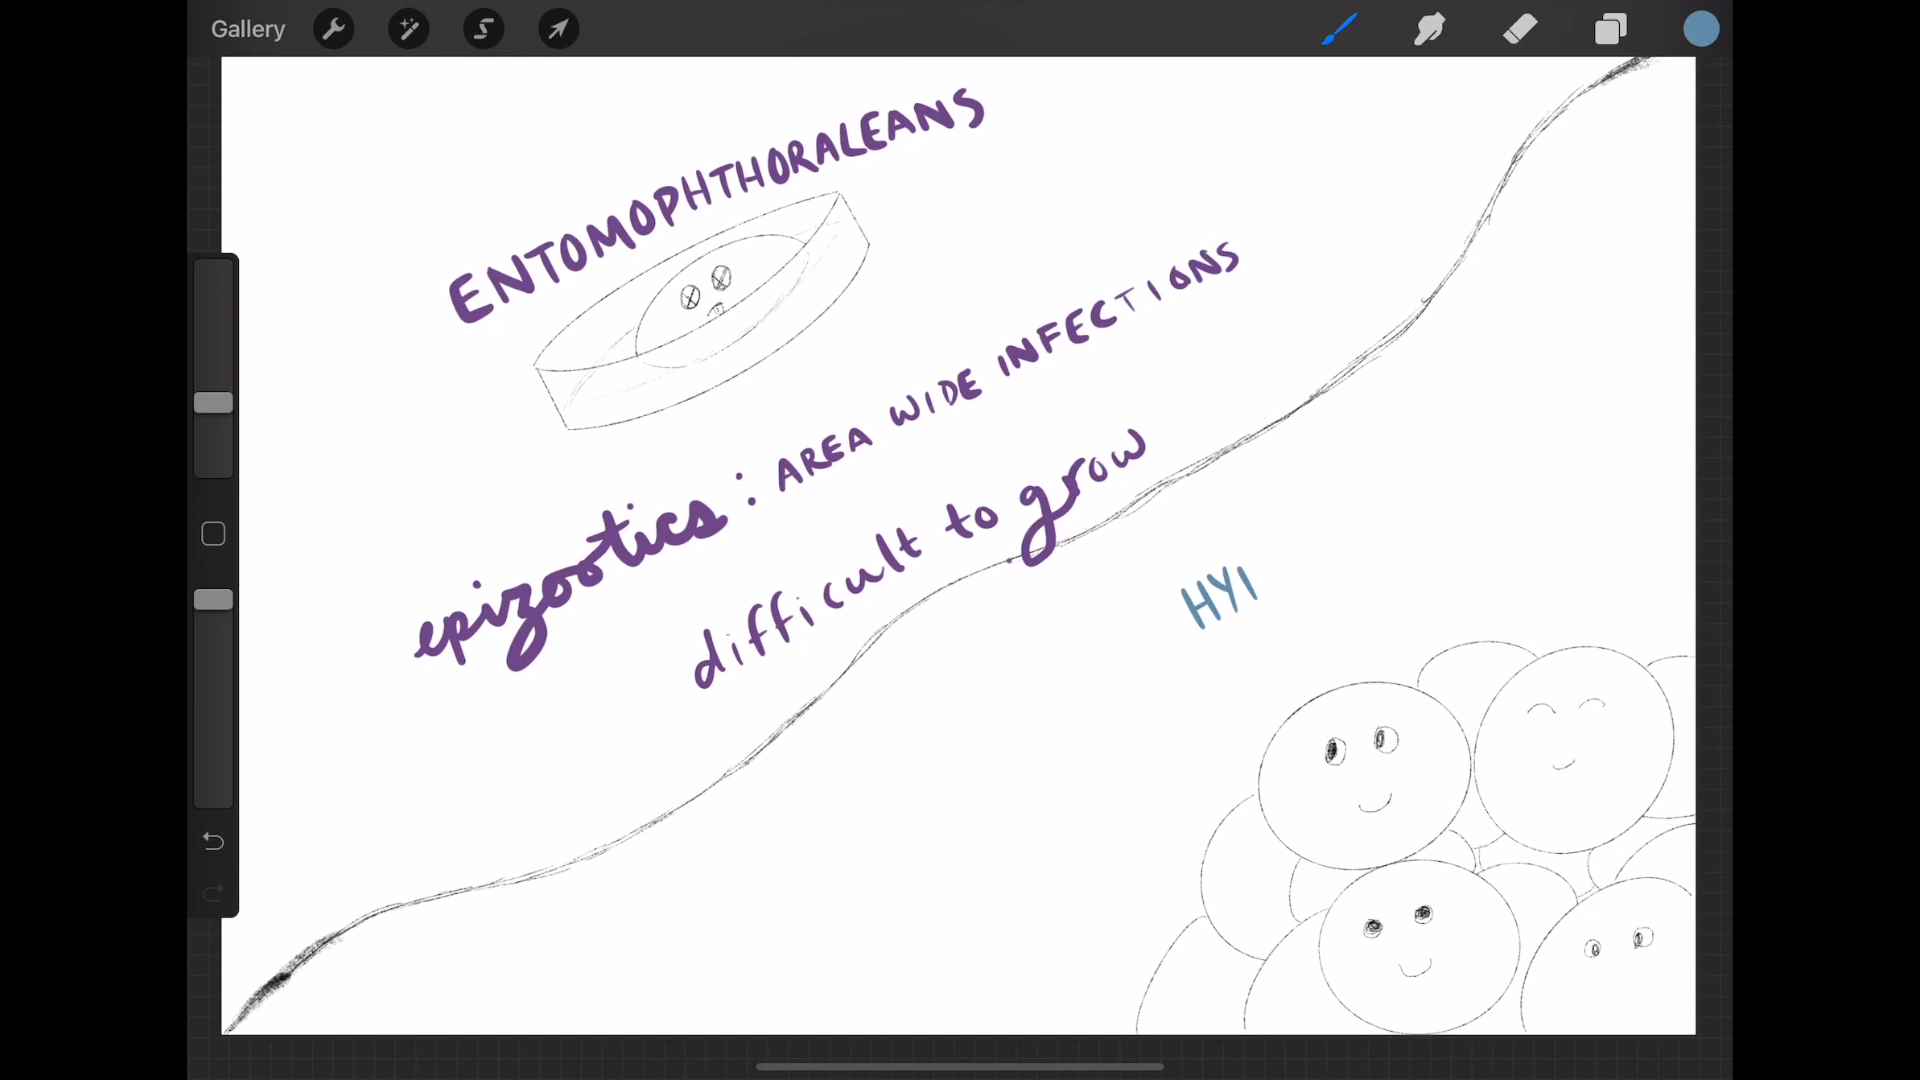 Gallery
ENTOMOPHTHORALEANS
epizootics: AREA WIDE INFECTIONS
difficult to grow
HYI